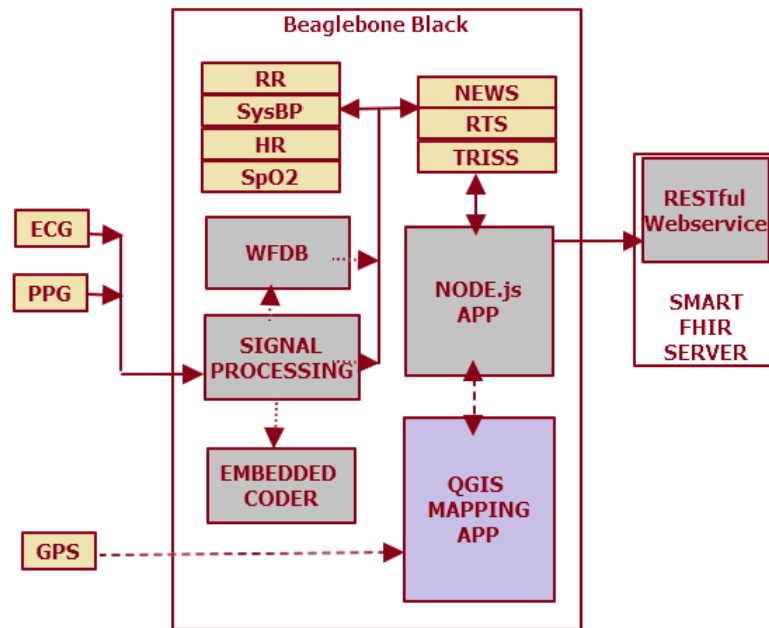 Beaglebone Black
RR
SysBP
HR
SpO2
NEWS
RTS
TRISS
ECG
PPG
GPS
WFDB
SIGNAL
PROCESSING
EMBEDDED
CODER
NODE.js
APP
QGIS
MAPPING
APP
RESTful
Webservice
SMART
FHIR
SERVER